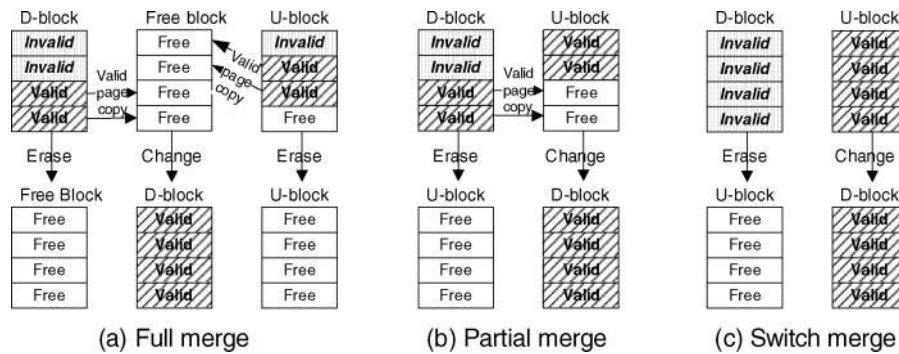 D-block Free block U-block D-block U-block D-block U-block
Invalid Free Invalid Invalid Valid Invalid Valid
Invalid Free Valid Invalid Valid Invalid Valid
Valid Free Valid Valid Free Invalid Valid
Valid Free Free Valid Free Invalid Valid
Valid page copy
Valid page copy
Valid page copy
Erase Change Erase Erase Change Erase Change
Free Block D-block U-block U-block D-block U-block D-block
Free Valid Free Free Valid Free Valid
Free Valid Free Free Valid Free Valid
Free Valid Free Free Valid Free Valid
Free Valid Free Free Valid Free Valid
(a) Full merge (b) Partial merge (c) Switch merge